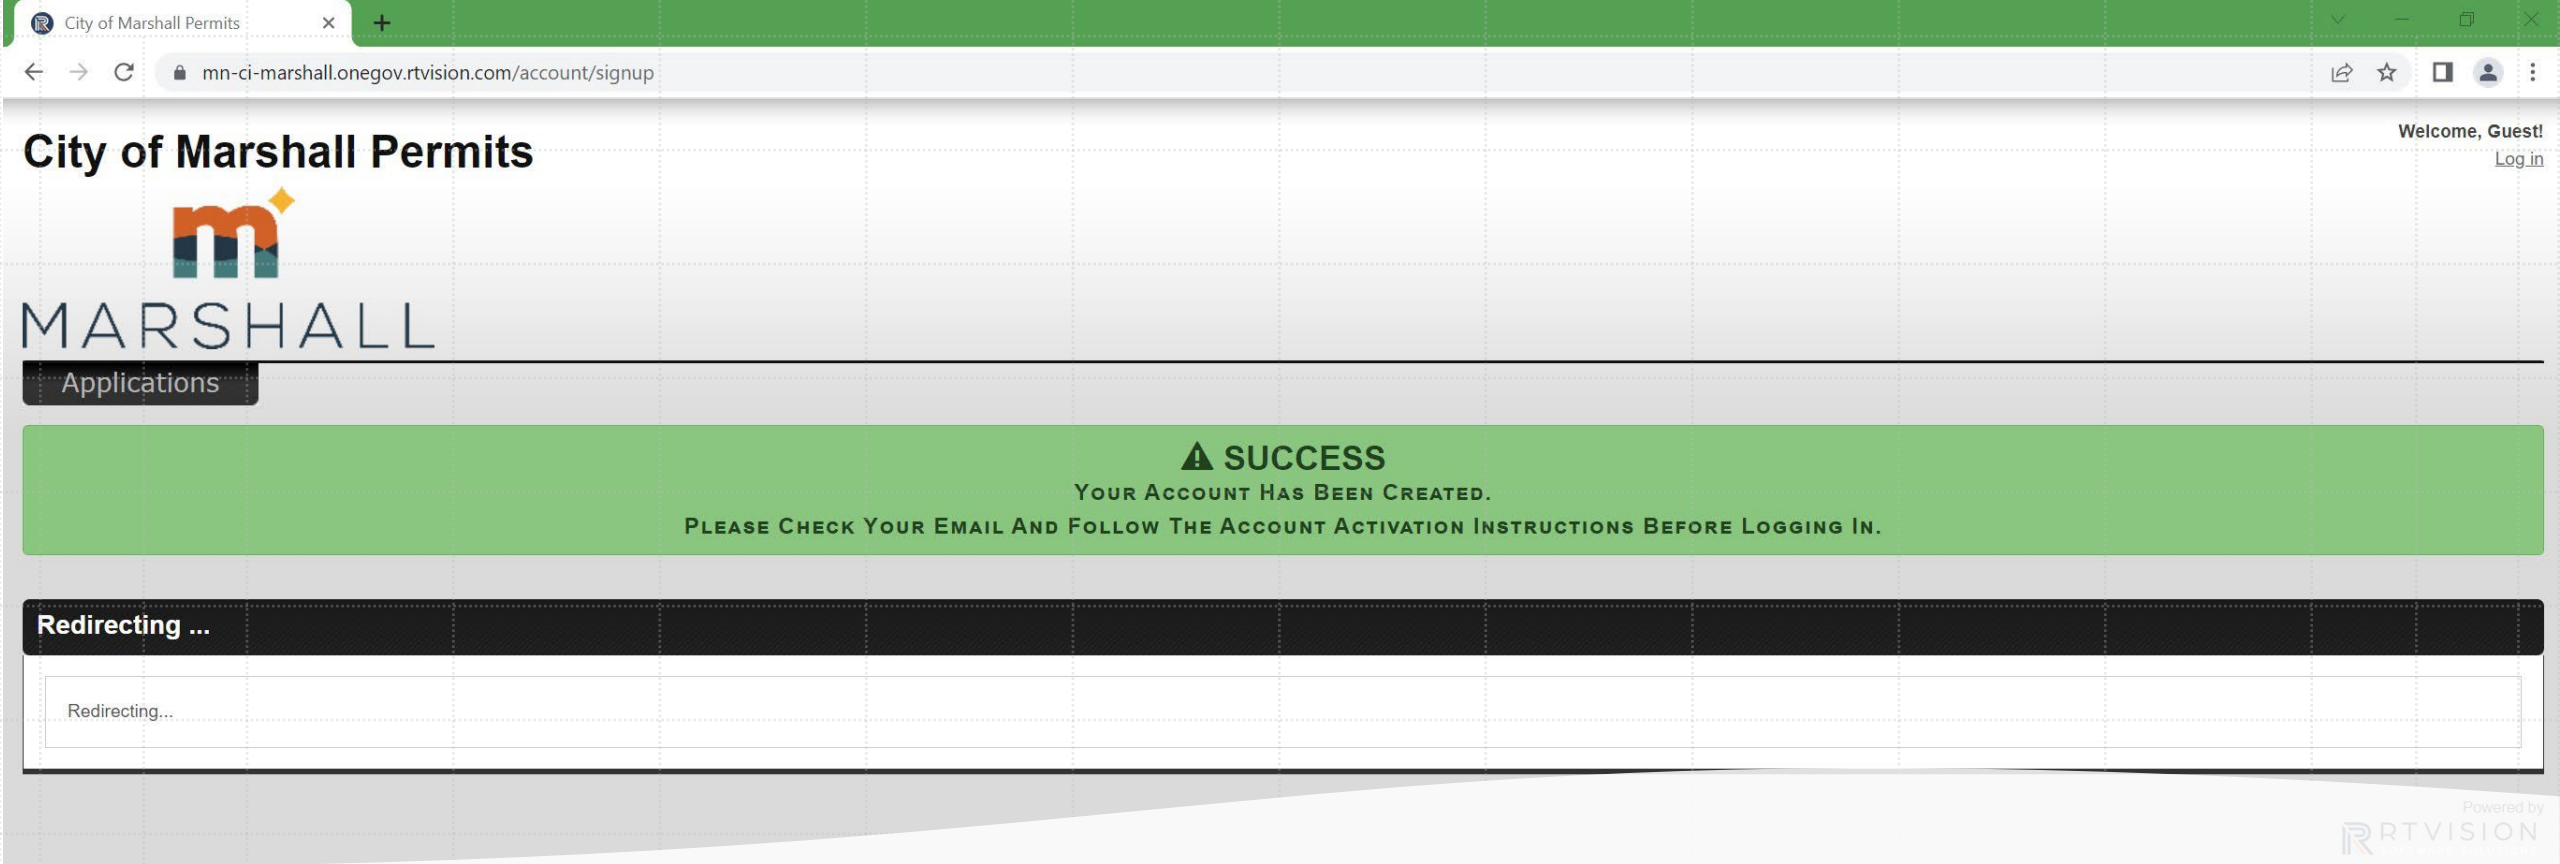 City of Marshall Permits
mn-ci-marshall.onegov.rtvision.com/account/signup
Welcome, Guest!
Log in
City of Marshall Permits
m
MARSHALL
Applications
SUCCESS
Your Account Has Been Created.
Please Check Your Email And Follow The Account Activation Instructions Before Logging In.
Redirecting ...
Redirecting...
Powered by
RTVISION